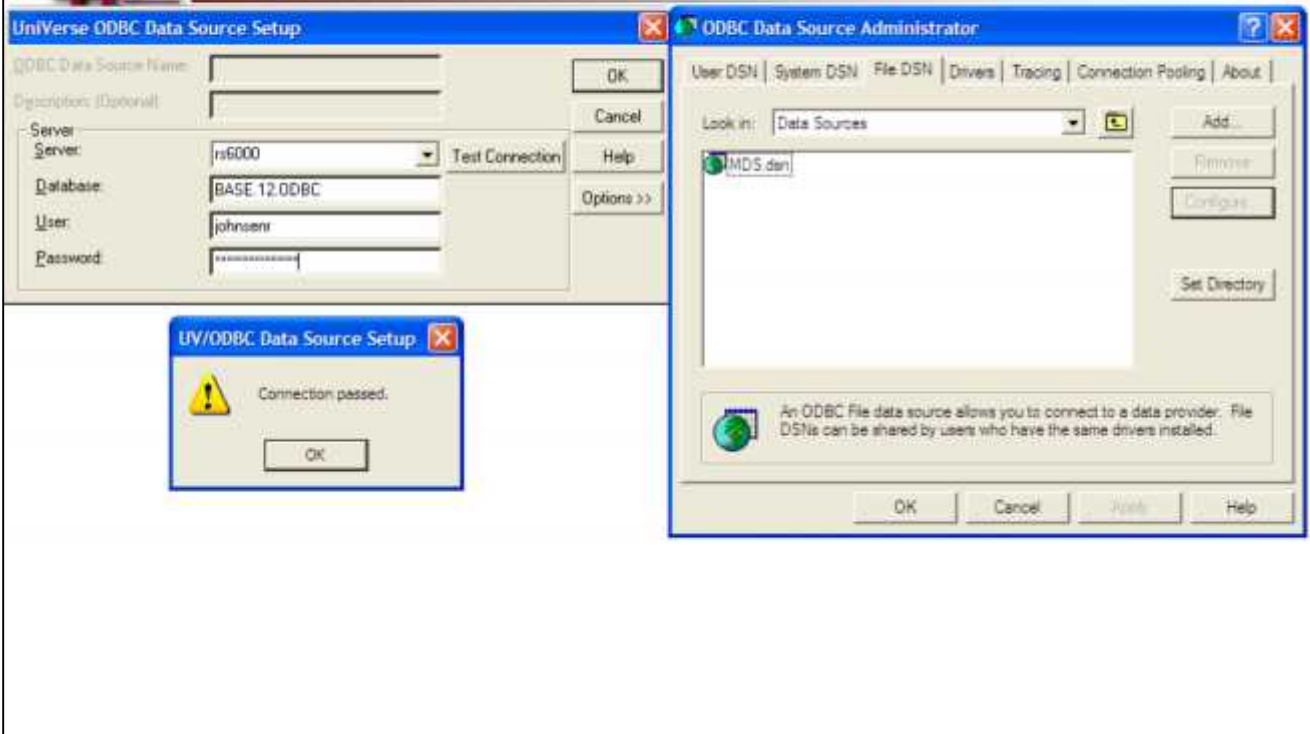 UniVerse ODBC Data Source Setup
ODBC Data Source Name:
OK
Description: (Optional)
Cancel
Server
Server:
rs6000
Test Connection
Help
Database:
BASE.12.ODBC
Options >>
User:
johnsenr
Password:
*************
UV/ODBC Data Source Setup
Connection passed.
OK
ODBC Data Source Administrator
User DSN System DSN File DSN Drivers Tracing Connection Pooling About
Look in: Data Sources
Add...
MDS.dsn
Remove
Configure...
Set Directory
An ODBC File data source allows you to connect to a data provider. File
DSNs can be shared by users who have the same drivers installed.
OK Cancel Apply Help